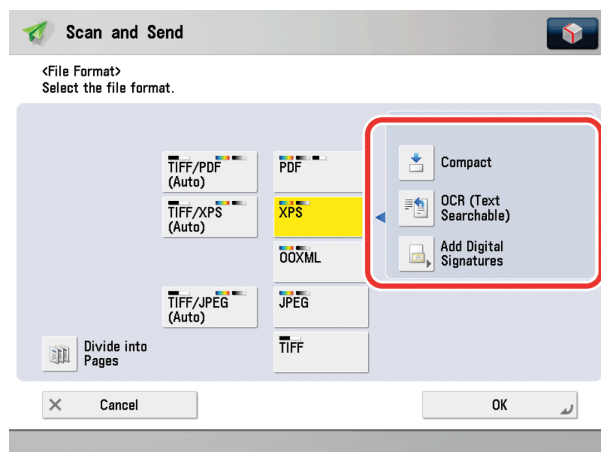 Scan and Send
<File Format>
Select the file format.
TIFF/PDF
(Auto)
PDF
Compact
TIFF/XPS
(Auto)
XPS
OCR (Text
Searchable)
OOXML
Add Digital
Signatures
TIFF/JPEG
(Auto)
JPEG
Divide into
Pages
TIFF
Cancel
OK